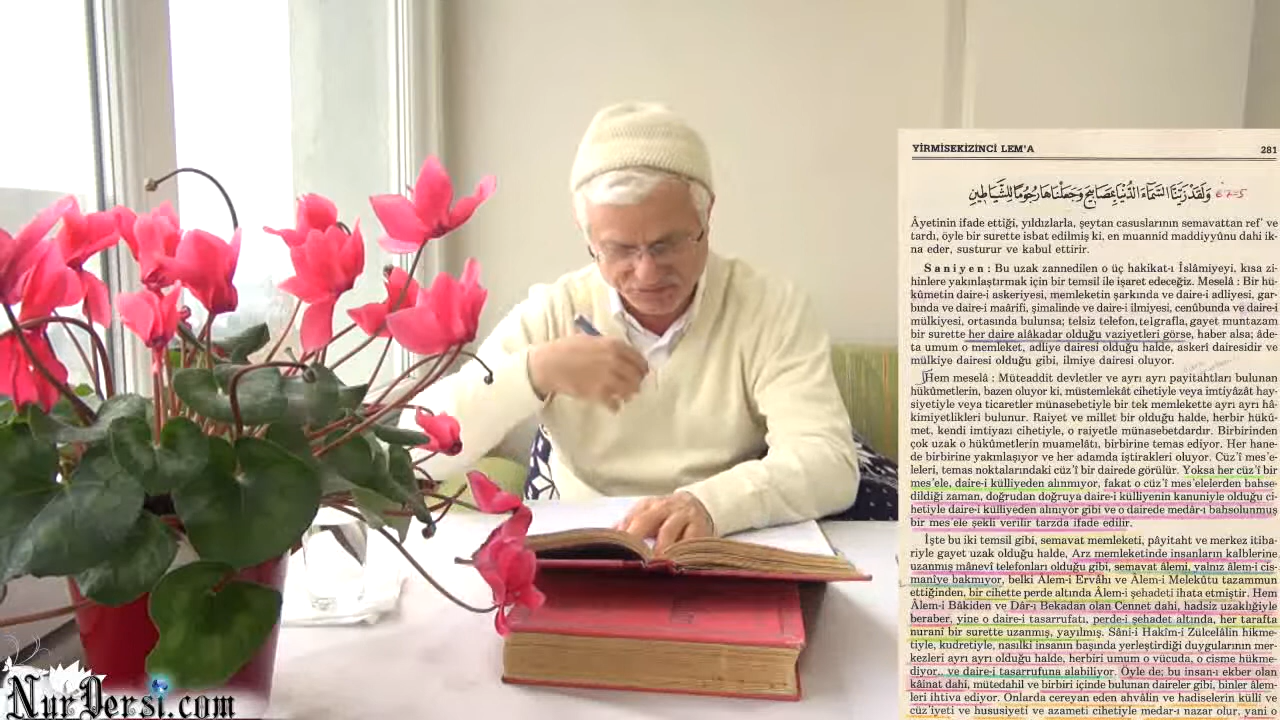 YİRMİSEKİZİNCİ LEM'A 281
وَلَقَدْ زَيَّنَّا السَّمَاءَ الدُّنْيَا بِمَصَابِيحَ وَجَعَلْنَاهَا رُجُومًا لِلشَّيَاطِينِ
Âyetinin ifade ettiği, yıldızlarla, şeytan casuslarının semavattan ref' ve
tardı, öyle bir surette isbat edilmiş ki, en muannid maddiyyûnu dahi ik-
na eder, susturur ve kabul ettirir.
Saniyen : Bu uzak zannedilen o üç hakikat-ı İslâmiyeyi, kısa zi-
hinlere yakınlaştırmak için bir temsil ile işaret edeceğiz. Meselâ : Bir hü-
kûmetin daire-i askeriyesi, memleketin şarkında ve daire-i adliyesi, gar-
bında ve daire-i maârifi, şimalinde ve daire-i ilmiyesi, cenûbunda ve daire-i
mülkiyesi, ortasında bulunsa; telsiz telefon, telgrafla, gayet muntazam
bir surette her daire alâkadar olduğu vaziyetleri görse, haber alsa; âde-
ta umum o memleket, adliye dairesi olduğu halde, askerî dairesidir ve
mülkiye dairesi olduğu gibi, ilmiye dairesi oluyor.
Hem meselâ : Müteaddit devletler ve ayrı ayrı payitahtları bulunan
hükûmetlerin, bazen oluyor ki, müstemlekât cihetiyle veya imtiyâzât hay-
siyetiyle veya ticaretler münasebetiyle bir tek memlekette ayrı ayrı hâ-
kimiyetlikleri bulunur. Raiyet ve millet bir olduğu halde, herbir hükû-
met, kendi imtiyazı cihetiyle, o raiyetle münasebetdardır. Birbirinden
çok uzak o hükûmetlerin muamelâtı, birbirine temas ediyor. Her hane-
de birbirine yakınlaşıyor ve her adamda iştirakleri oluyor. Cüz'î mes'e-
leleri, temas noktalarındaki cüz'î bir dairede görülür. Yoksa her cüz'î bir
mes'ele, daire-i külliyeden alınmıyor, fakat o cüz'î mes'elelerden bahse-
dildiği zaman, doğrudan doğruya daire-i külliyenin kanuniyle olduğu ci-
hetiyle daire-i külliyeden alınıyor gibi ve o dairede medâr-ı bahsolunmuş
bir mes'ele şekli verilir tarzda ifade edilir.
İşte bu iki temsil gibi, semavat memleketi, pâyitaht ve merkez itiba-
riyle gayet uzak olduğu halde, Arz memleketinde insanların kalblerine
uzanmış mânevî telefonları olduğu gibi, semavat âlemi, yalnız âlem-i cis-
maniye bakmıyor, belki Âlem-i Ervâhı ve Âlem-i Melekûtu tazammun
ettiğinden, bir cihette perde altında Âlem-i şehadeti ihata etmiştir. Hem
Âlem-i Bâkiden ve Dâr-ı Bekadan olan Cennet dahi, hadsiz uzaklığiyle
beraber, yine o daire-i tasarrufatı, perde-i şehadet altında, her tarafta
nurani bir surette uzanmış, yayılmış. Sâni-i Hakîm-i Zülcelâlin hikme-
tiyle, kudretiyle, nasılki insanın başında yerleştirdiği duygularının mer-
kezleri ayrı ayrı olduğu halde, herbiri umum o vücuda, o cisme hükme-
diyor.. ve daire-i tasarrufuna alabiliyor. Öyle de; bu insan-ı ekber olan
kâinat dahi, mütedahil ve birbiri içinde bulunan daireler gibi, binler âlem-
leri ihtiva ediyor. Onlarda cereyan eden ahvâlin ve hadiselerin küllî ve
cüz'iyeti ve hususiyeti ve azameti cihetiyle medâr-ı nazar olur, yani o
NurDersi.com